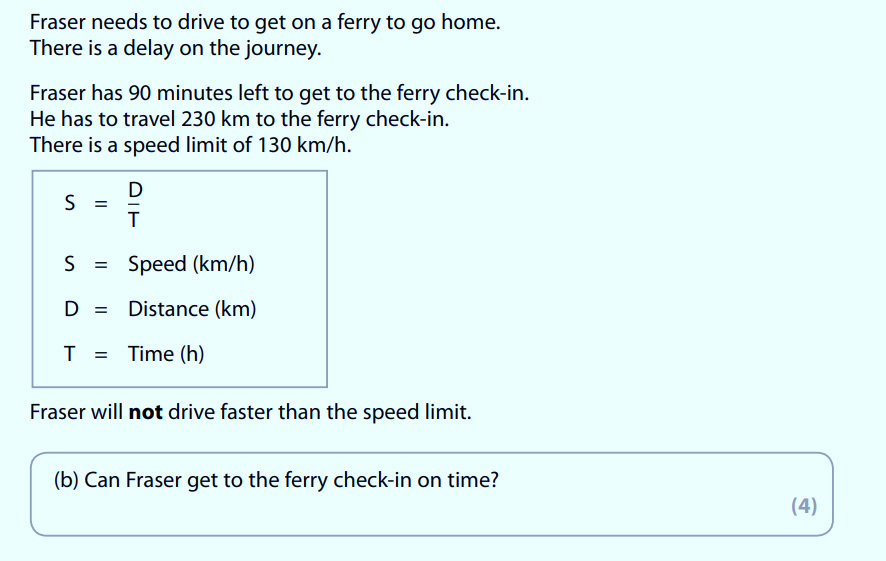 Fraser needs to drive to get on a ferry to go home.
There is a delay on the journey.
Fraser has 90 minutes left to get to the ferry check-in.
He has to travel 230 km to the ferry check-in.
There is a speed limit of 130 km/h.
S = D/T
S = Speed (km/h)
D = Distance (km)
T = Time (h)
Fraser will not drive faster than the speed limit.
(b) Can Fraser get to the ferry check-in on time?
(4)